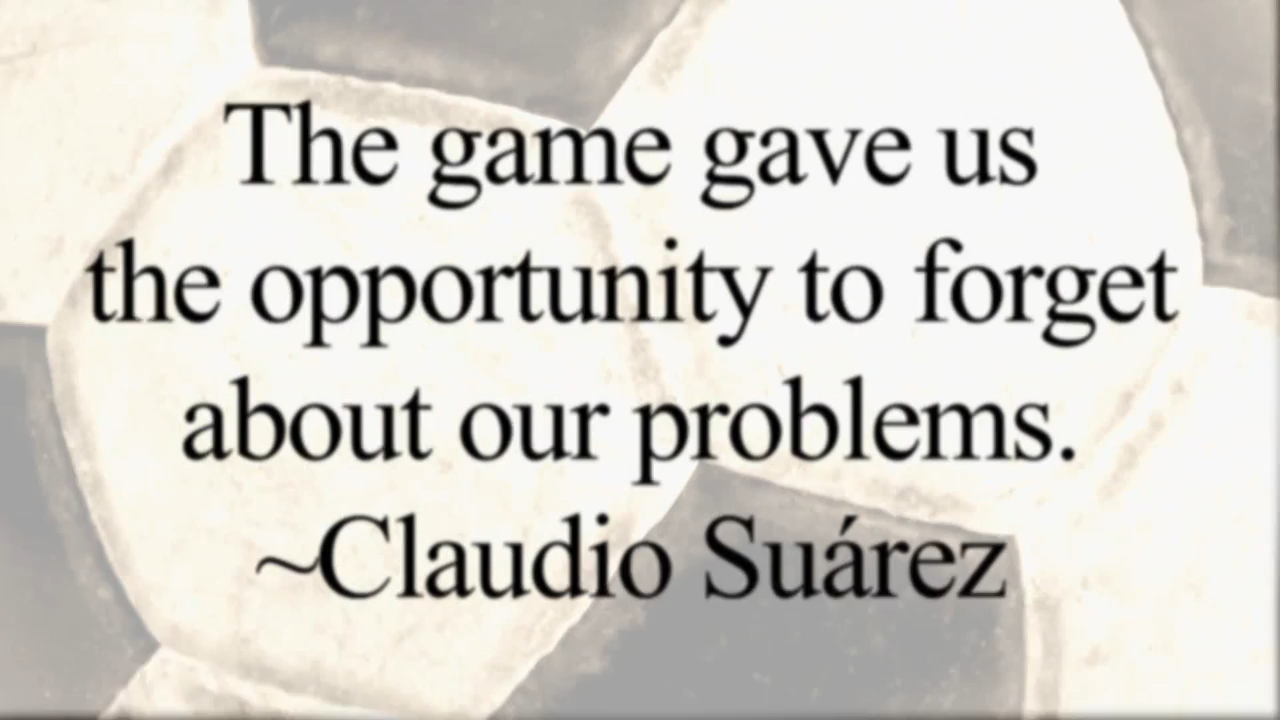 The game gave us
the opportunity to forget
about our problems.
~Claudio Suárez